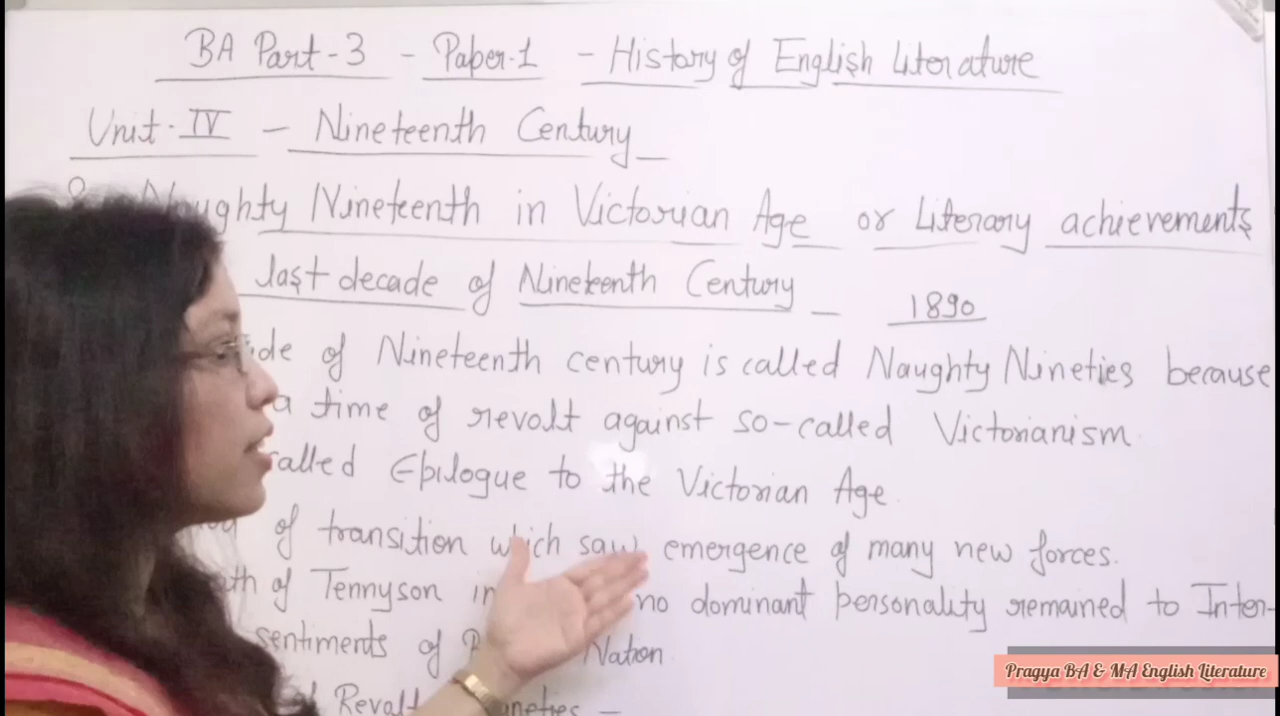 BA Part-3 - Paper-1 - History of English Literature
Unit-IV - Nineteenth Century
Naughty Nineteenth in Victorian Age or Literary achievements
last decade of Nineteenth Century 1890
of Nineteenth century is called Naughty Nineties because
a time of revolt against so-called Victorianism
called Epilogue to the Victorian Age.
of transition which saw emergence of many new forces.
of Tennyson in no dominant personality remained to Inter-
sentiments of Nation
Revolt
Pragya BA & MA English Literature